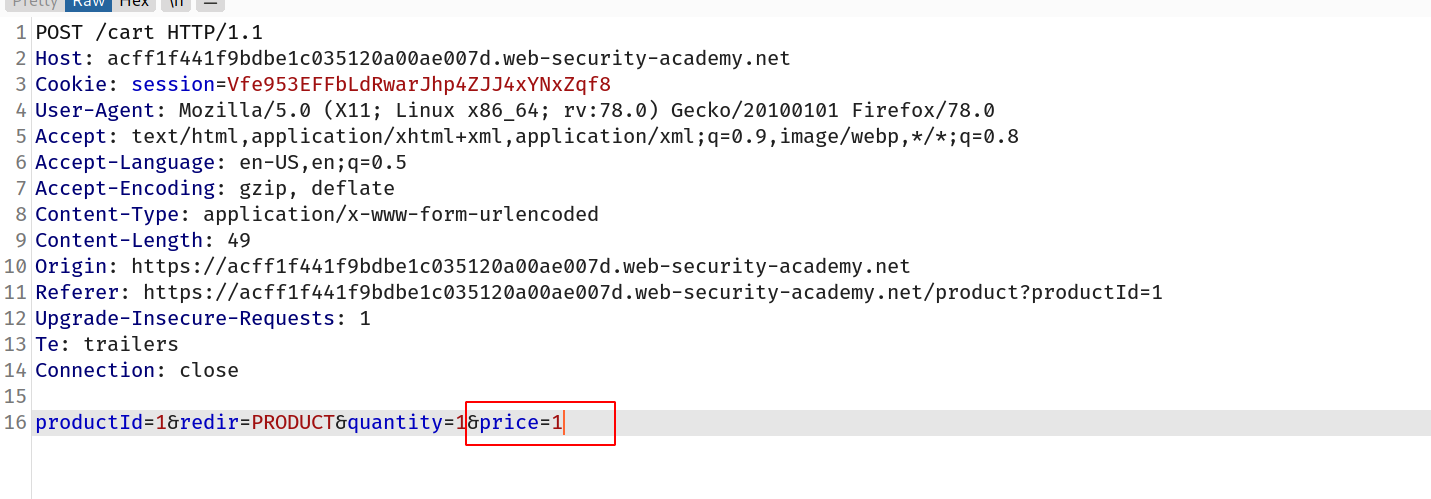 Pretty Raw Hex \n
1 POST /cart HTTP/1.1
2 Host: acff1f441f9bdbe1c035120a00ae007d.web-security-academy.net
3 Cookie: session=Vfe953EFFbLdRwarJhp4ZJJ4xYNxZqf8
4 User-Agent: Mozilla/5.0 (X11; Linux x86_64; rv:78.0) Gecko/20100101 Firefox/78.0
5 Accept: text/html,application/xhtml+xml,application/xml;q=0.9,image/webp,*/*;q=0.8
6 Accept-Language: en-US,en;q=0.5
7 Accept-Encoding: gzip, deflate
8 Content-Type: application/x-www-form-urlencoded
9 Content-Length: 49
10 Origin: https://acff1f441f9bdbe1c035120a00ae007d.web-security-academy.net
11 Referer: https://acff1f441f9bdbe1c035120a00ae007d.web-security-academy.net/product?productId=1
12 Upgrade-Insecure-Requests: 1
13 Te: trailers
14 Connection: close
15
16 productId=1&redir=PRODUCT&quantity=1&price=1